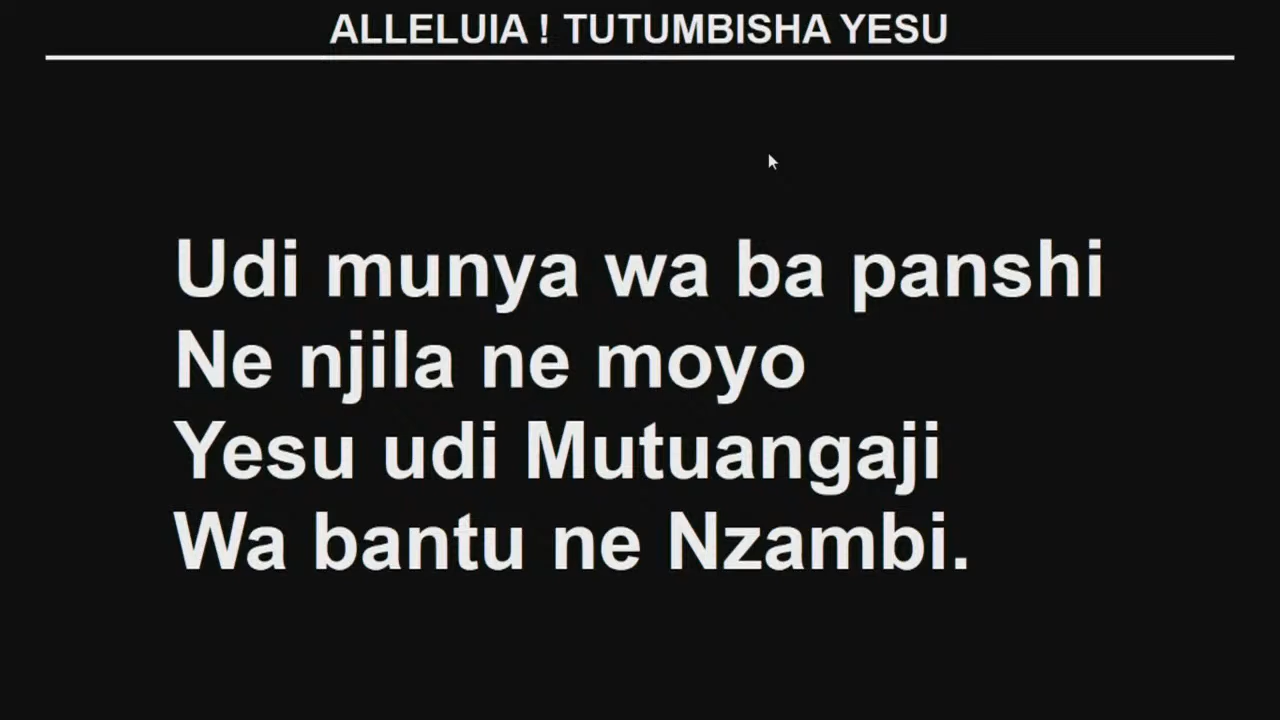 ALLELUIA ! TUTUMBISHA YESU
Udi munya wa ba panshi
Ne njila ne moyo
Yesu udi Mutuangaji
Wa bantu ne Nzambi.